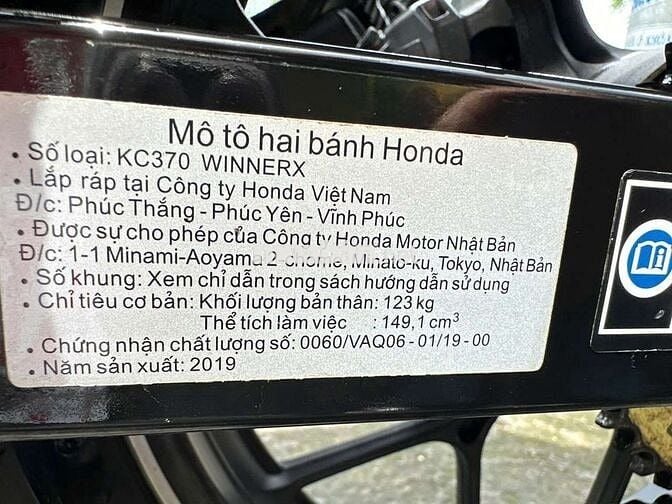 Mô tô hai bánh Honda
• Số loại: KC370 WINNERX
• Lắp ráp tại Công ty Honda Việt Nam
Đ/c: Phúc Thắng - Phúc Yên - Vĩnh Phúc
• Được sự cho phép của Công ty Honda Motor Nhật Bản
Đ/c: 1-1 Minami-Aoyama 2-chome, Minato-ku, Tokyo, Nhật Bản
• Số khung: Xem chỉ dẫn trong sách hướng dẫn sử dụng
• Chỉ tiêu cơ bản: Khối lượng bản thân: 123 kg
Thể tích làm việc : 149,1 cm³
• Chứng nhận chất lượng số: 0060/VAQ06 - 01/19 - 00
• Năm sản xuất: 2019